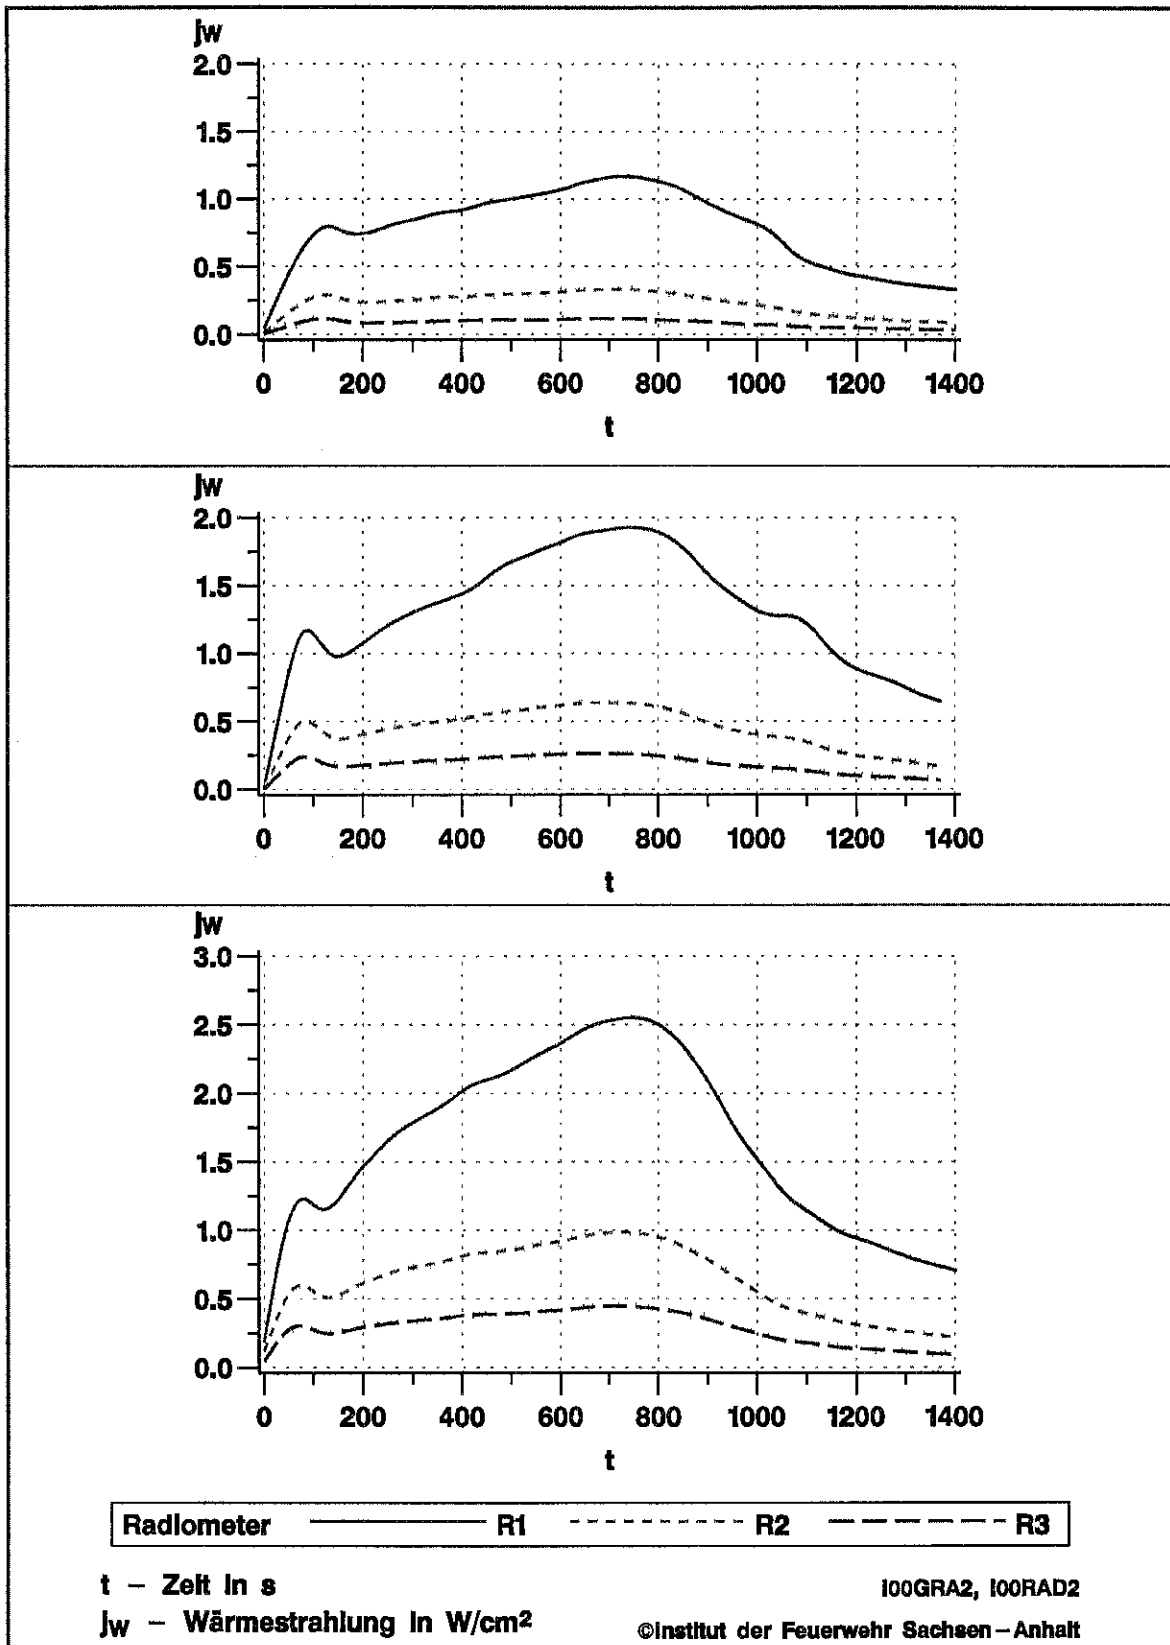 jw
2.0
1.5
1.0
0.5
0.0
0 200 400 600 800 1000 1200 1400
t
jw
2.0
1.5
1.0
0.5
0.0
0 200 400 600 800 1000 1200 1400
t
jw
3.0
2.5
2.0
1.5
1.0
0.5
0.0
0 200 400 600 800 1000 1200 1400
t
Radiometer R1 R2 R3
t – Zeit in s
I00GRA2, I00RAD2
jw – Wärmestrahlung in W/cm²
©Institut der Feuerwehr Sachsen–Anhalt